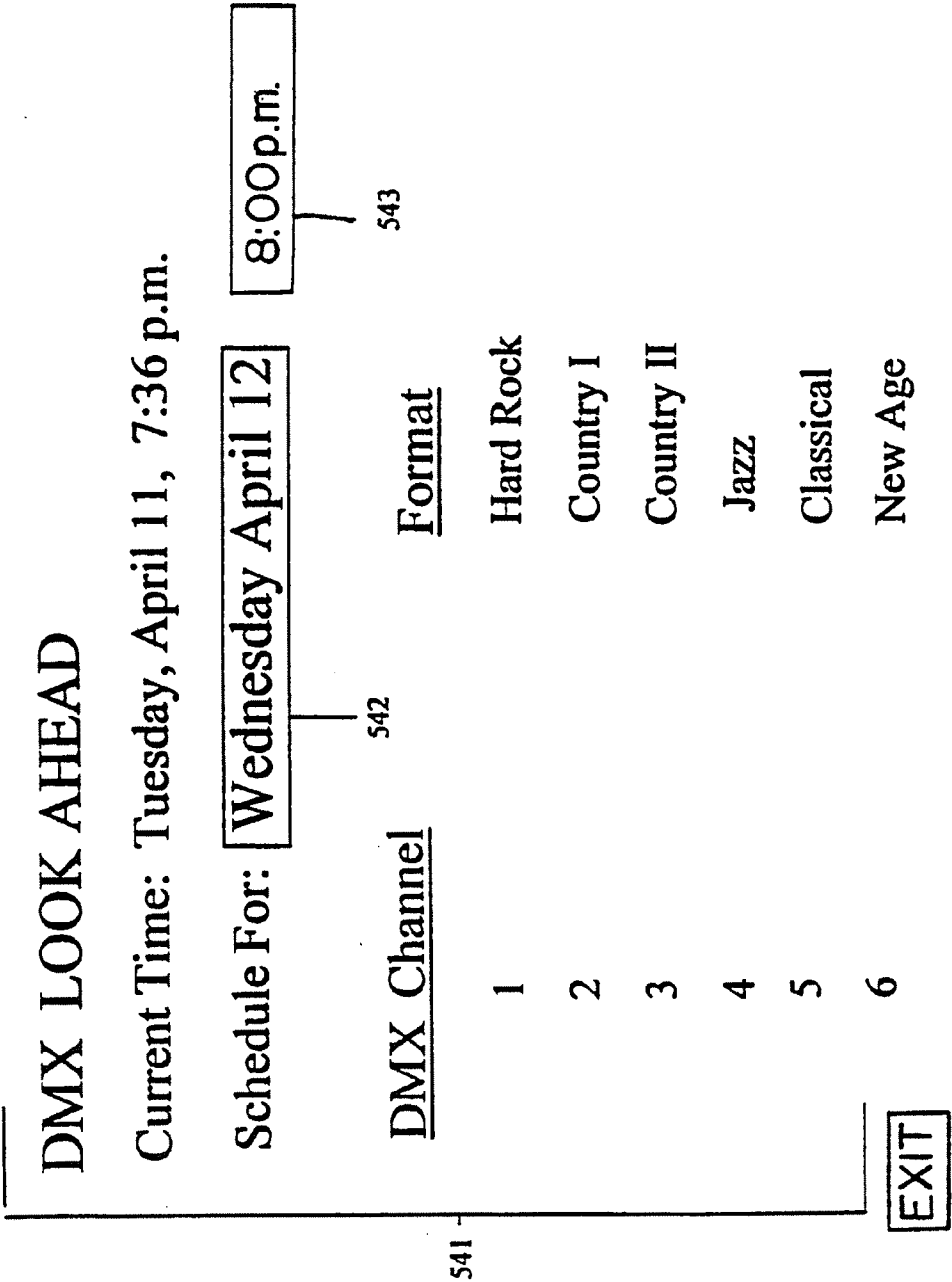 DMX LOOK AHEAD
Current Time: Tuesday, April 11, 7:36 p.m.
Schedule For: Wednesday April 12 8:00p.m.
542 543
DMX Channel Format
1 Hard Rock
2 Country I
3 Country II
4 Jazz
5 Classical
6 New Age
541
EXIT